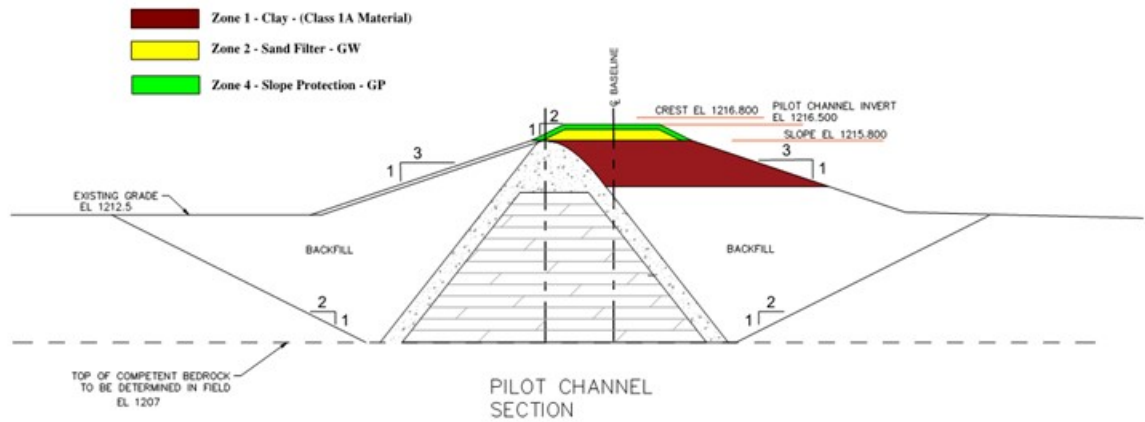 Zone 1 - Clay - (Class 1A Material)
Zone 2 - Sand Filter - GW
Zone 4 - Slope Protection - GP
℄ BASELINE
CREST EL 1216.800
PILOT CHANNEL INVERT
EL 1216.500
SLOPE EL 1215.800
2
1
3
1
3
1
EXISTING GRADE
EL 1212.5
BACKFILL
BACKFILL
2
1
2
1
TOP OF COMPETENT BEDROCK
TO BE DETERMINED IN FIELD
EL 1207
PILOT CHANNEL
SECTION